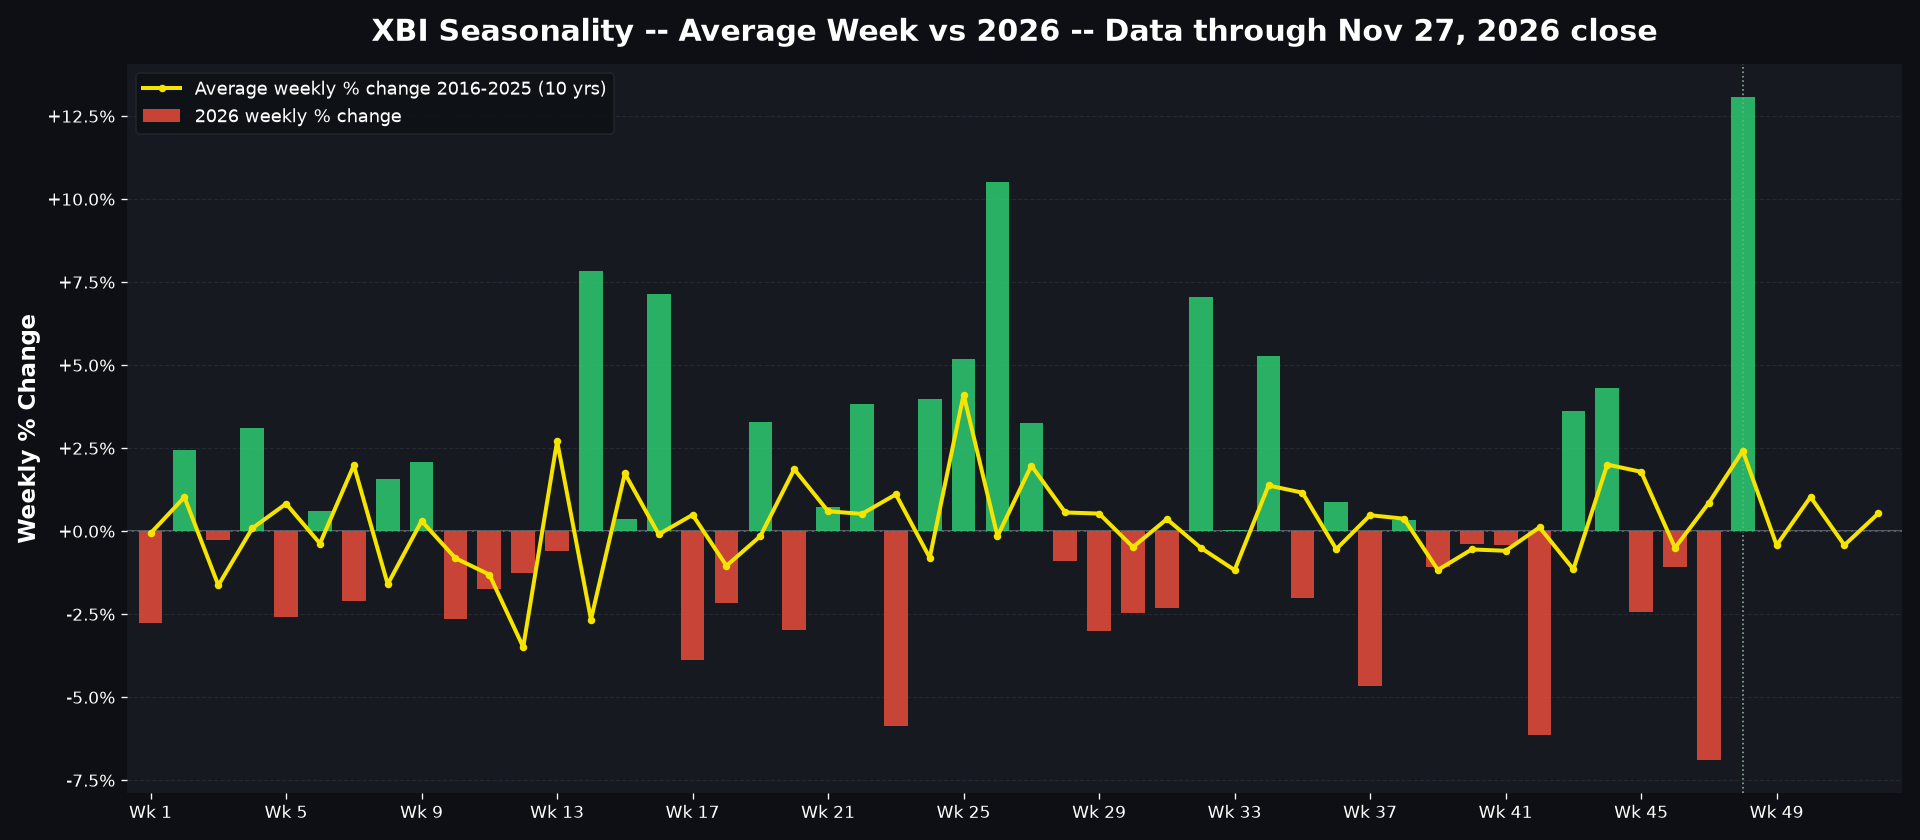 XBI Seasonality -- Average Week vs 2026 -- Data through Nov 27, 2026 close
Average weekly % change 2016-2025 (10 yrs)
2026 weekly % change
Weekly % Change
+12.5%
+10.0%
+7.5%
+5.0%
+2.5%
+0.0%
-2.5%
-5.0%
-7.5%
Wk 1
Wk 5
Wk 9
Wk 13
Wk 17
Wk 21
Wk 25
Wk 29
Wk 33
Wk 37
Wk 41
Wk 45
Wk 49